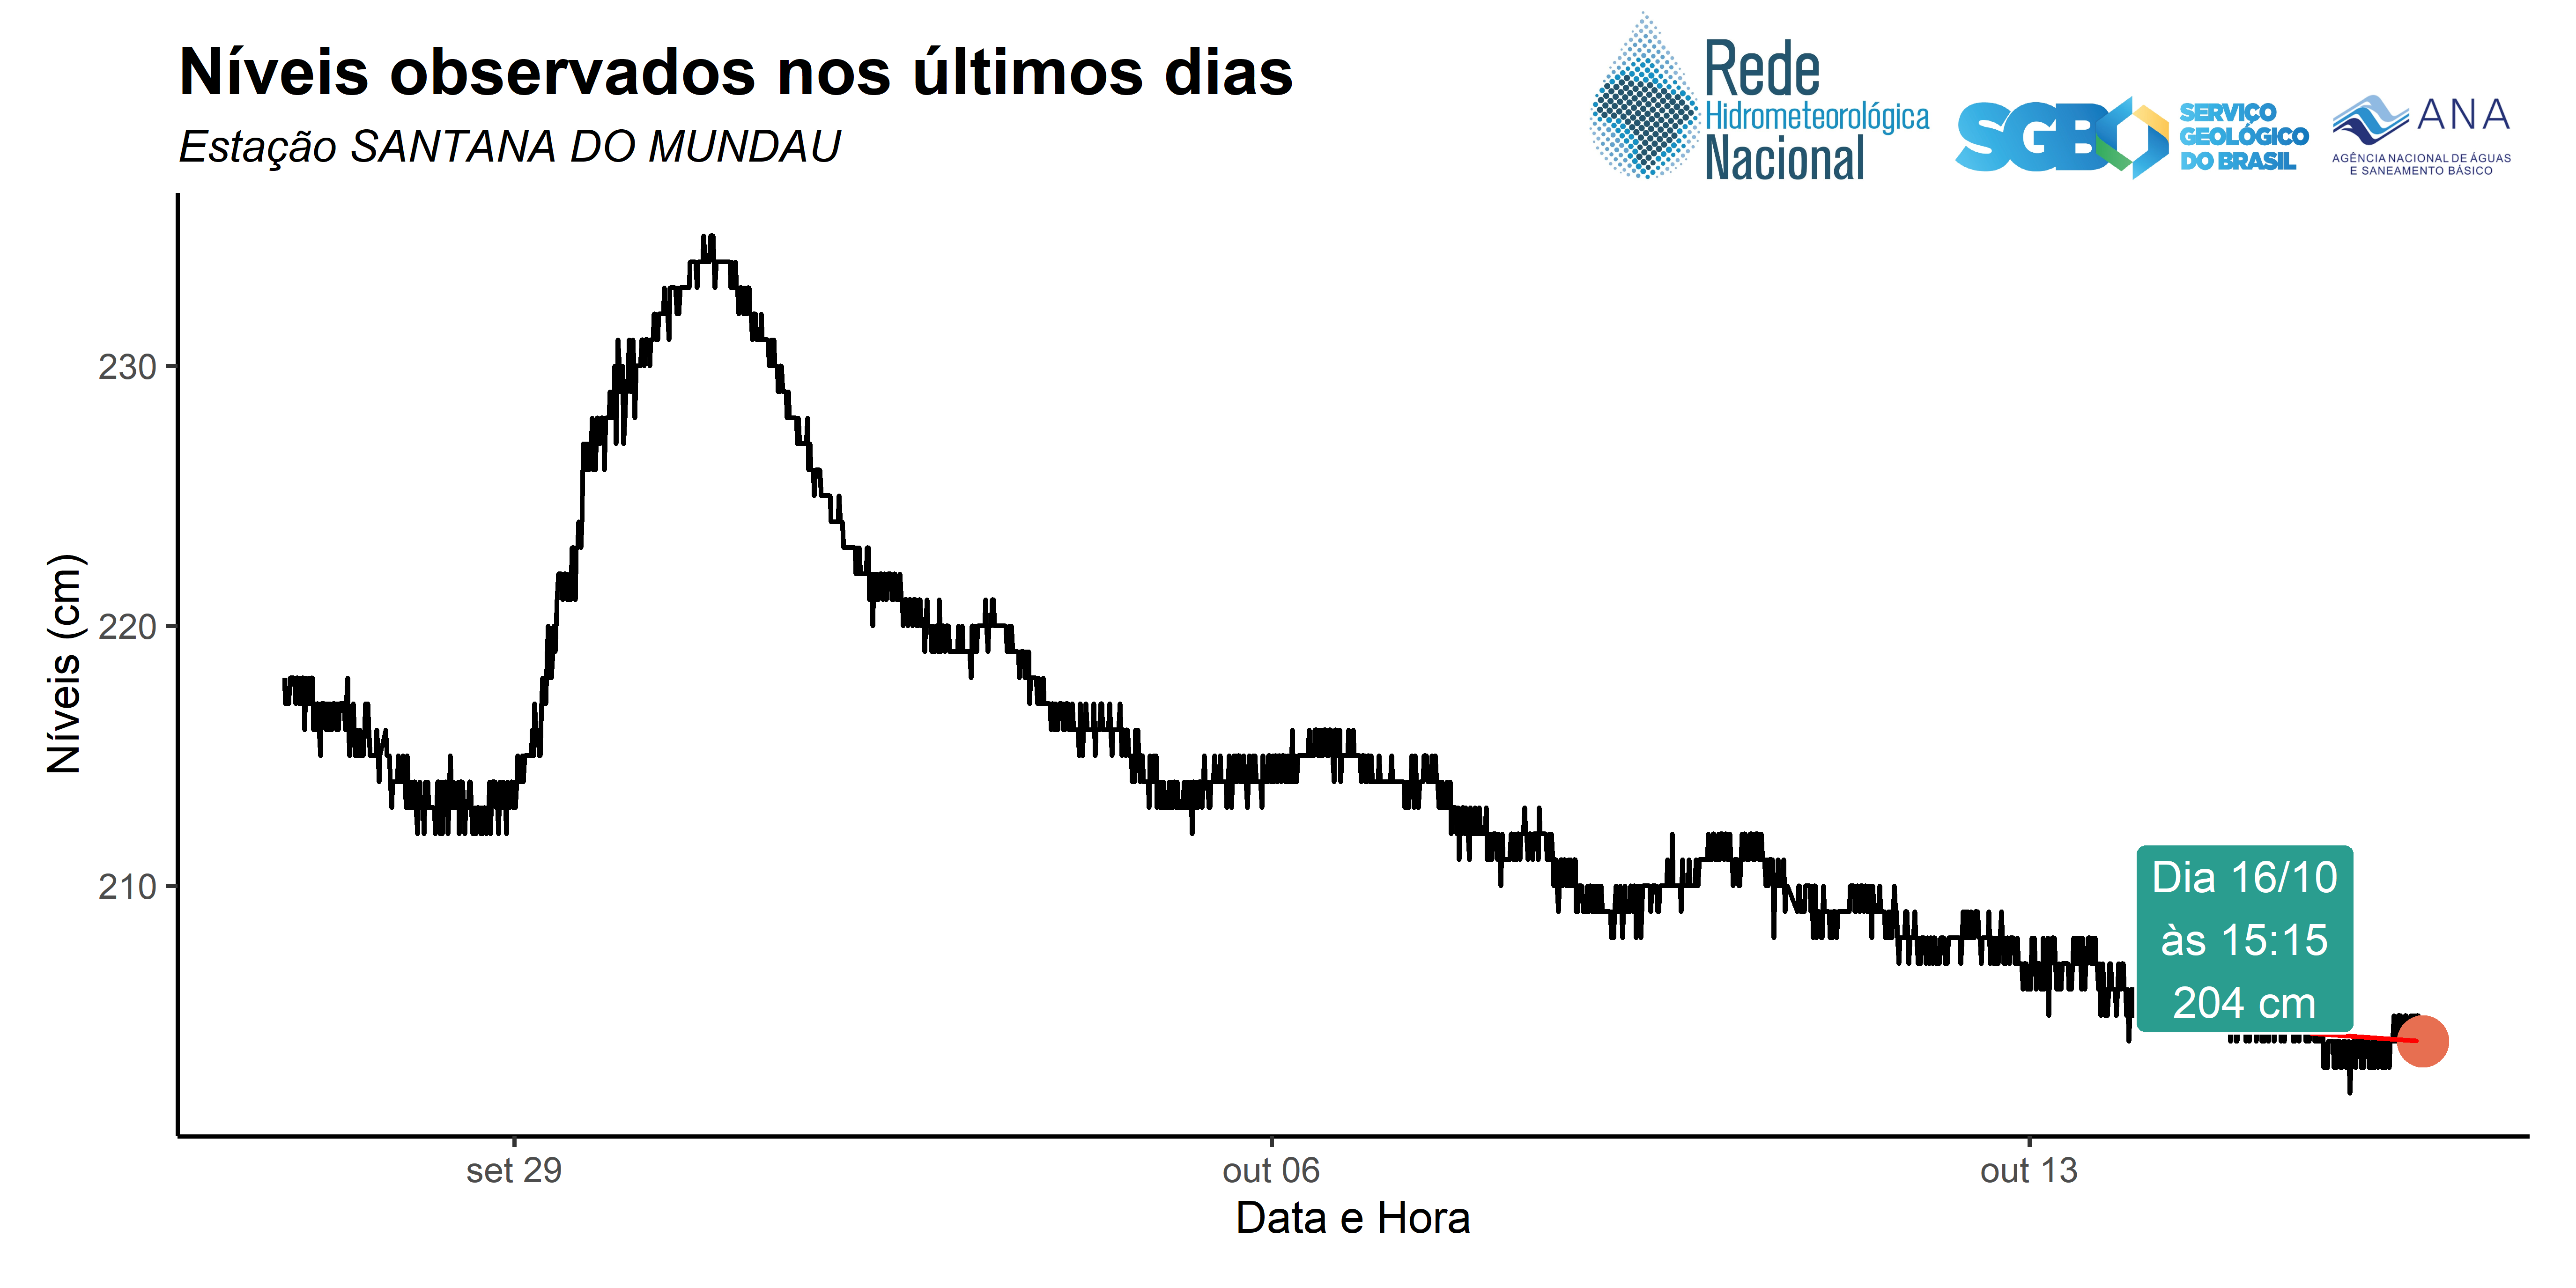 Níveis observados nos últimos dias
Estação SANTANA DO MUNDAU
Rede
Hidrometeorológica
Nacional
SGB
SERVIÇO
GEOLÓGICO
DO BRASIL
ANA
AGÊNCIA NACIONAL DE ÁGUAS
E SANEAMENTO BÁSICO
Níveis (cm)
230
220
210
Dia 16/10
às 15:15
204 cm
set 29
out 06
out 13
Data e Hora